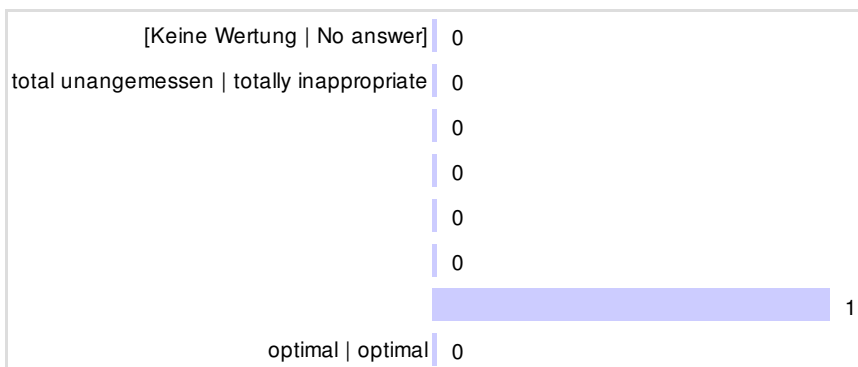 [Keine Wertung | No answer] 0
total unangemessen | totally inappropriate 0
0
0
0
0
1
optimal | optimal 0